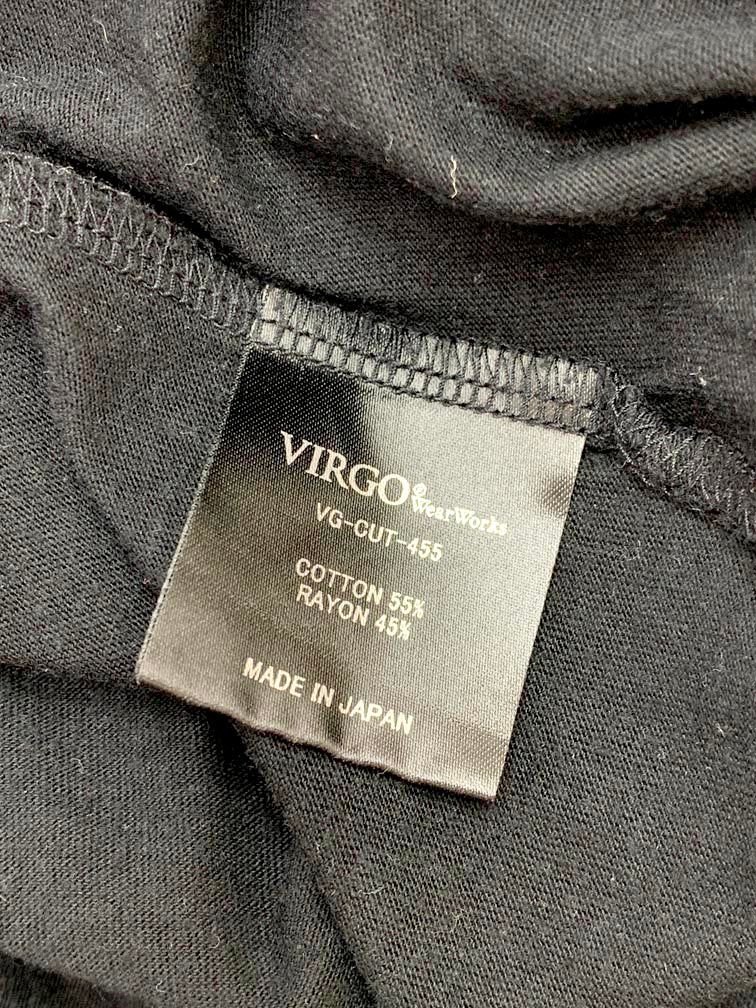 VIRGO® WearWorks
VG-CUT-455
COTTON 55%
RAYON 45%
MADE IN JAPAN